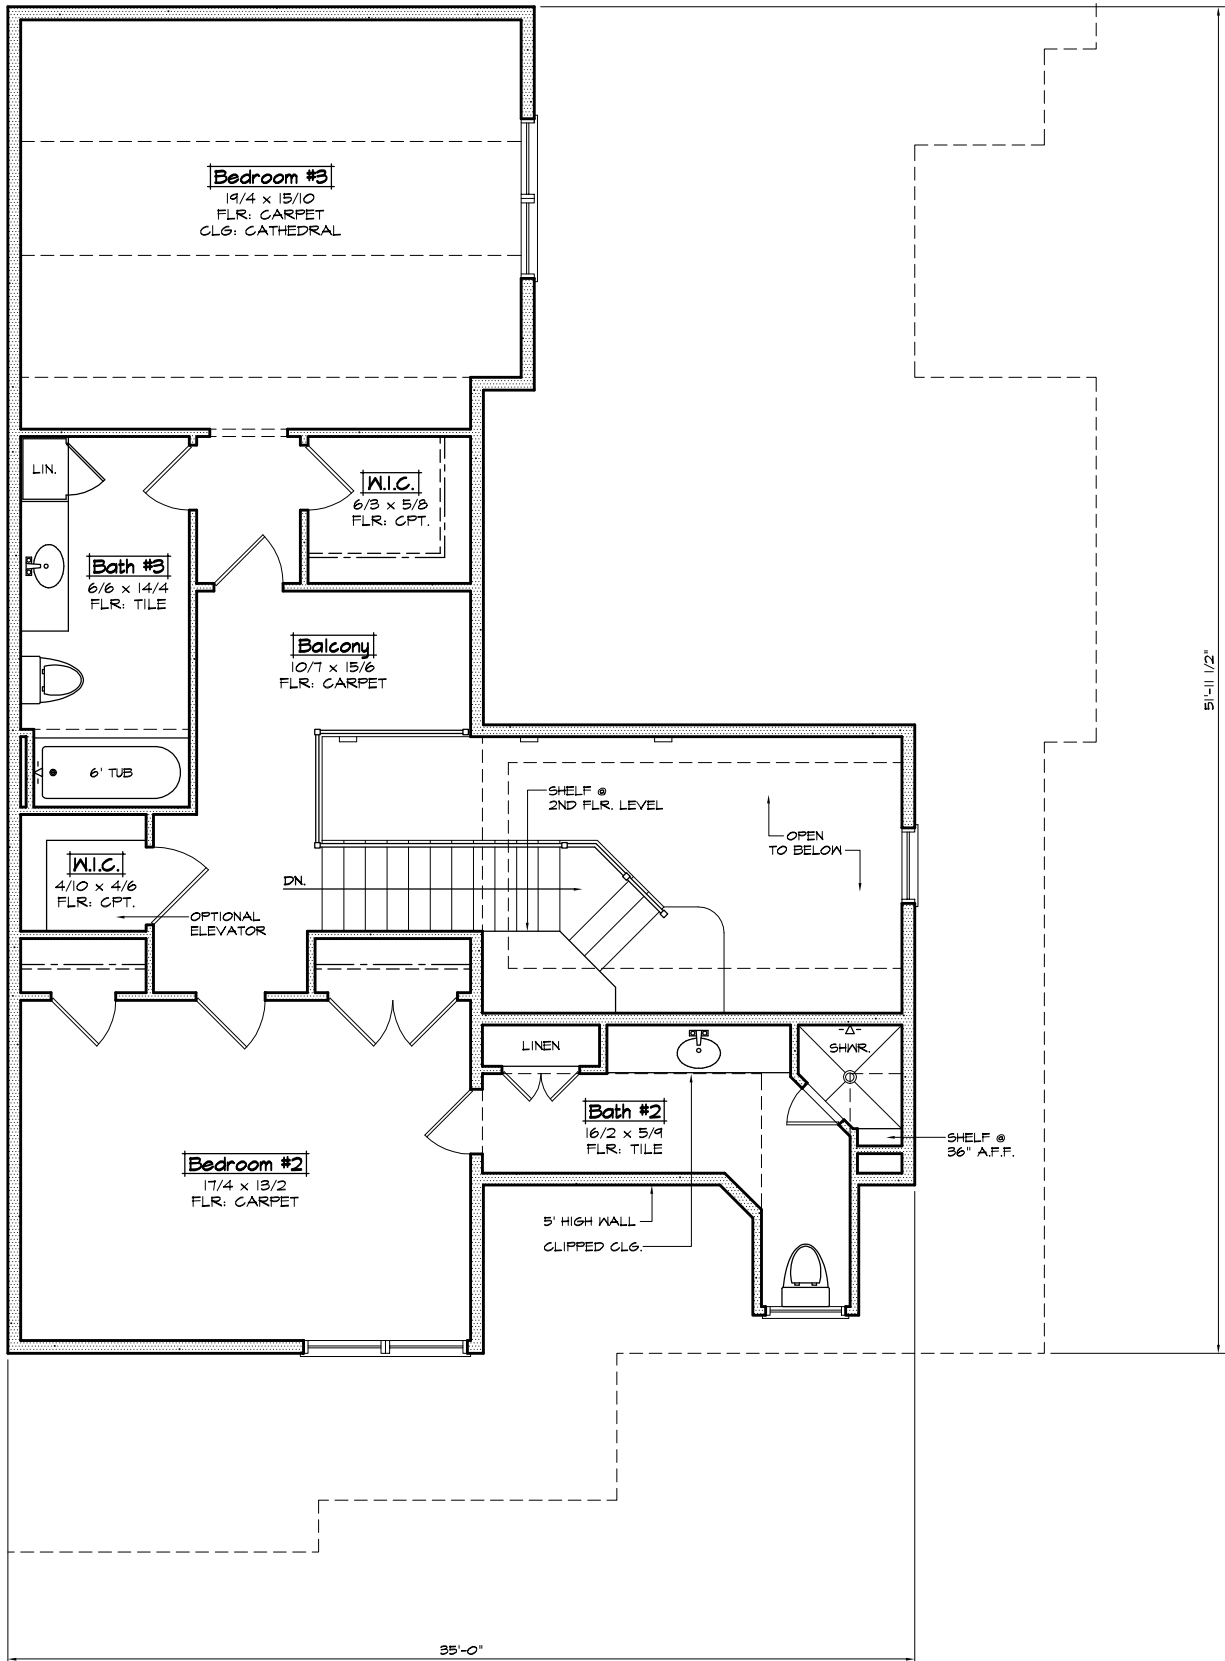 Bedroom #3
19/4 x 15/10
FLR: CARPET
CLG: CATHEDRAL
LIN.
W.I.C.
6/3 x 5/8
FLR: CPT.
Bath #3
6/6 x 14/4
FLR: TILE
Balcony
10/7 x 15/6
FLR: CARPET
51'-11 1/2"
6' TUB
SHELF @
2ND FLR. LEVEL
OPEN
TO BELOW
W.I.C.
4/10 x 4/6
FLR: CPT.
DN.
OPTIONAL
ELEVATOR
LINEN
SHWR.
Bath #2
16/2 x 5/9
FLR: TILE
SHELF @
36" A.F.F.
Bedroom #2
17/4 x 13/2
FLR: CARPET
5' HIGH WALL
CLIPPED CLG.
35'-0"